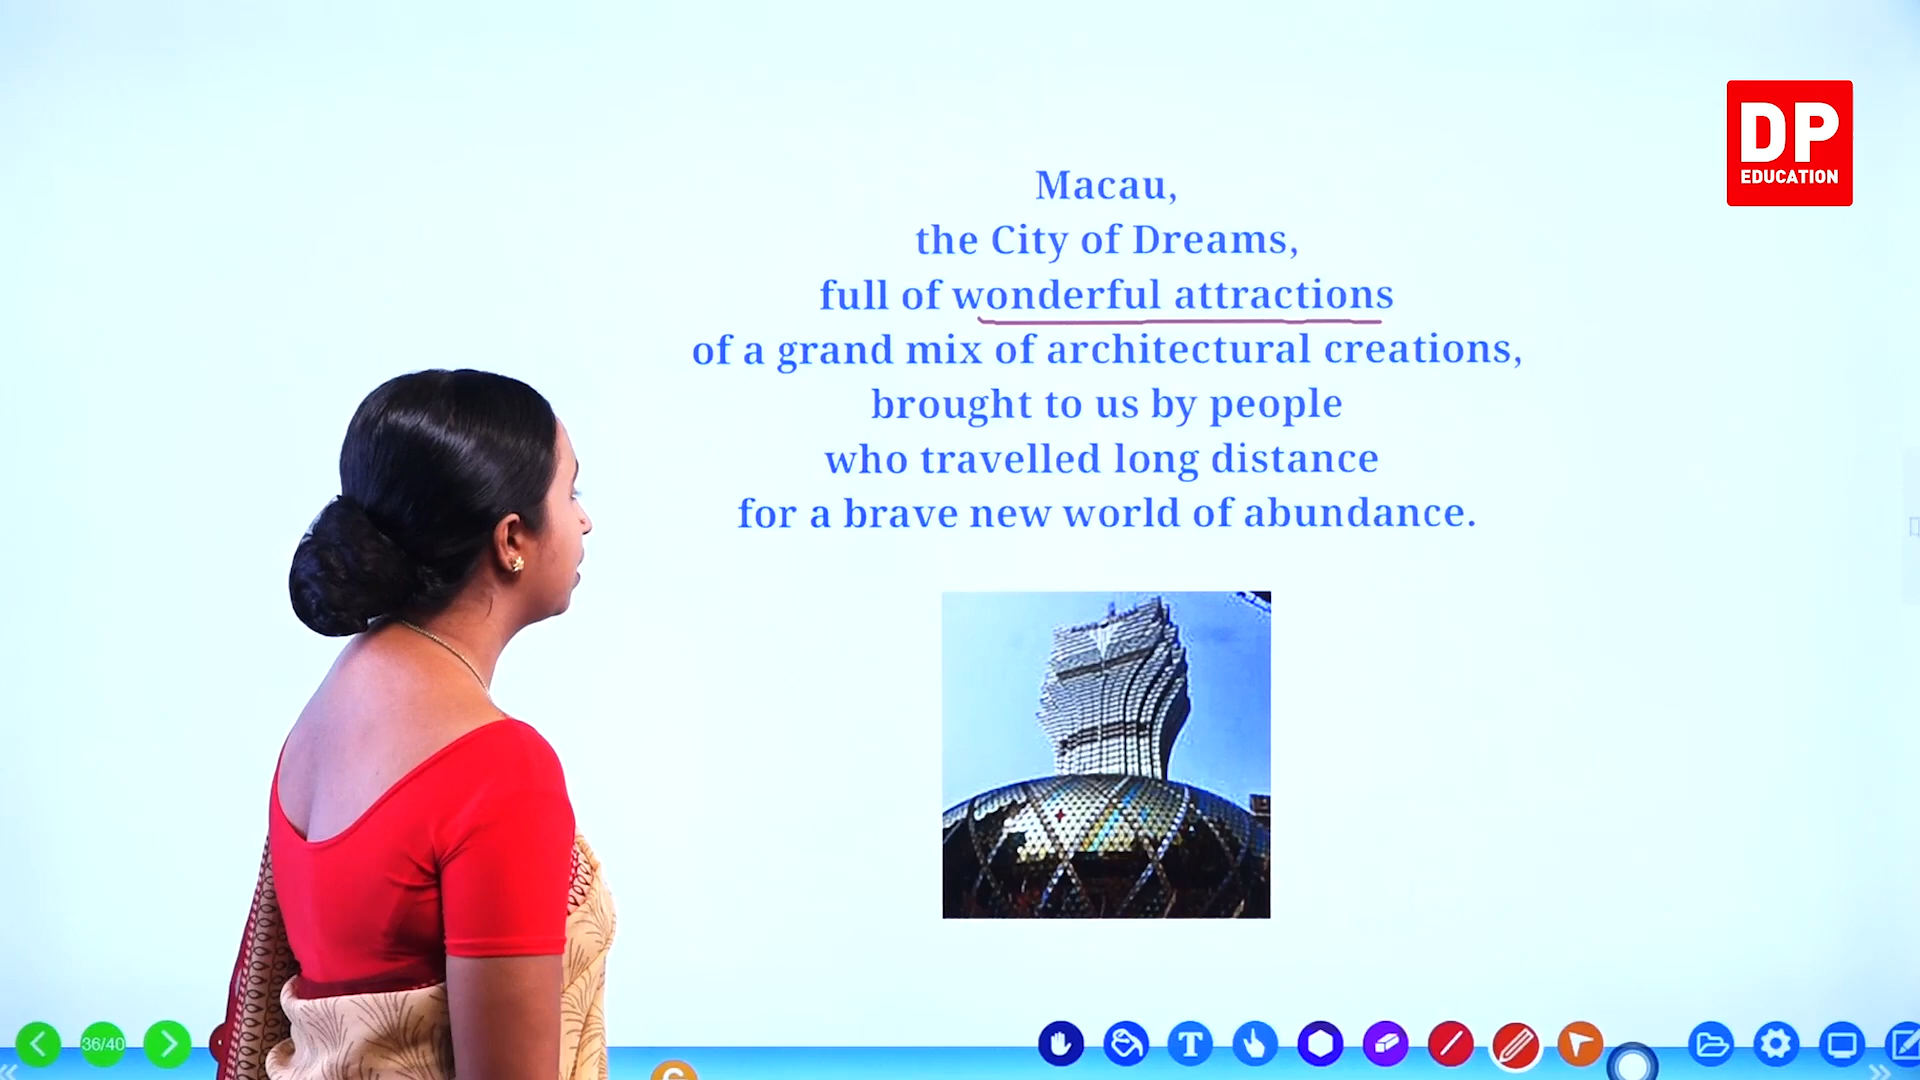 DP
EDUCATION
Macau,
the City of Dreams,
full of wonderful attractions
of a grand mix of architectural creations,
brought to us by people
who travelled long distance
for a brave new world of abundance.
36/40
T